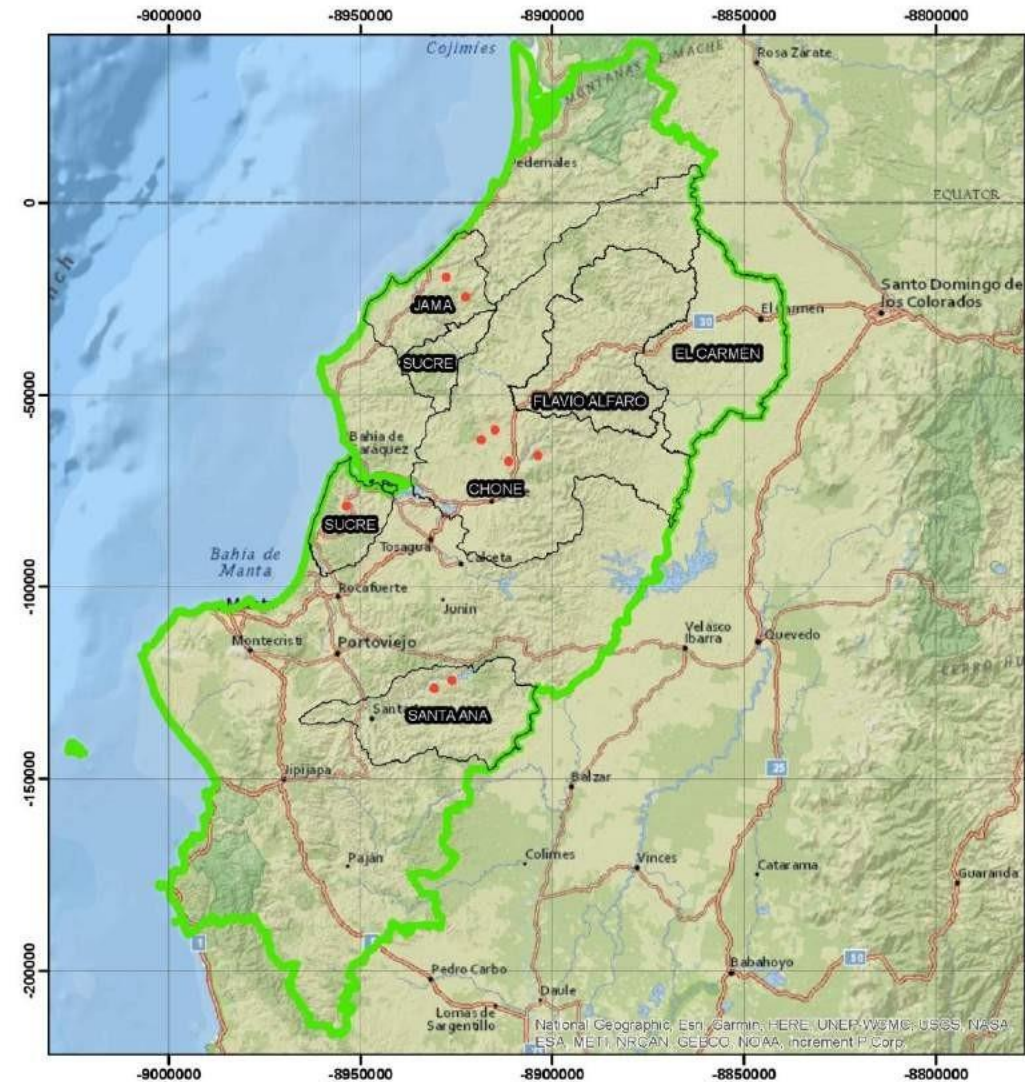 -9000000 -8950000 -8900000 -8850000 -8800000
Cojimíes
Rosa Zárate
MONTAÑAS DE MACHE
Pedernales
0
EQUATOR
Santo Domingo de
los Colorados
JAMA
El Carmen
30
SUCRE
EL CARMEN
-50000
FLAVIO ALFARO
Bahía de
Caráquez
CHONE
SUCRE
Tosagua
Calceta
Bahía de
Manta
-100000
Rocafuerte
Junín
Montecristi
Portoviejo
Velasco
Ibarra
Quevedo
SANTA ANA
25
-150000
Jipijapa
Balzar
Paján
Colimes
Vinces
Catarama
Guaranda
1
50
-200000
Pedro Carbo
Babahoyo
Daule
Lomas de
Sargentillo
National Geographic, Esri, Garmin, HERE, UNEP-WCMC, USGS, NASA,
ESA, METI, NRCAN, GEBCO, NOAA, increment P Corp.
-9000000 -8950000 -8900000 -8850000 -8800000